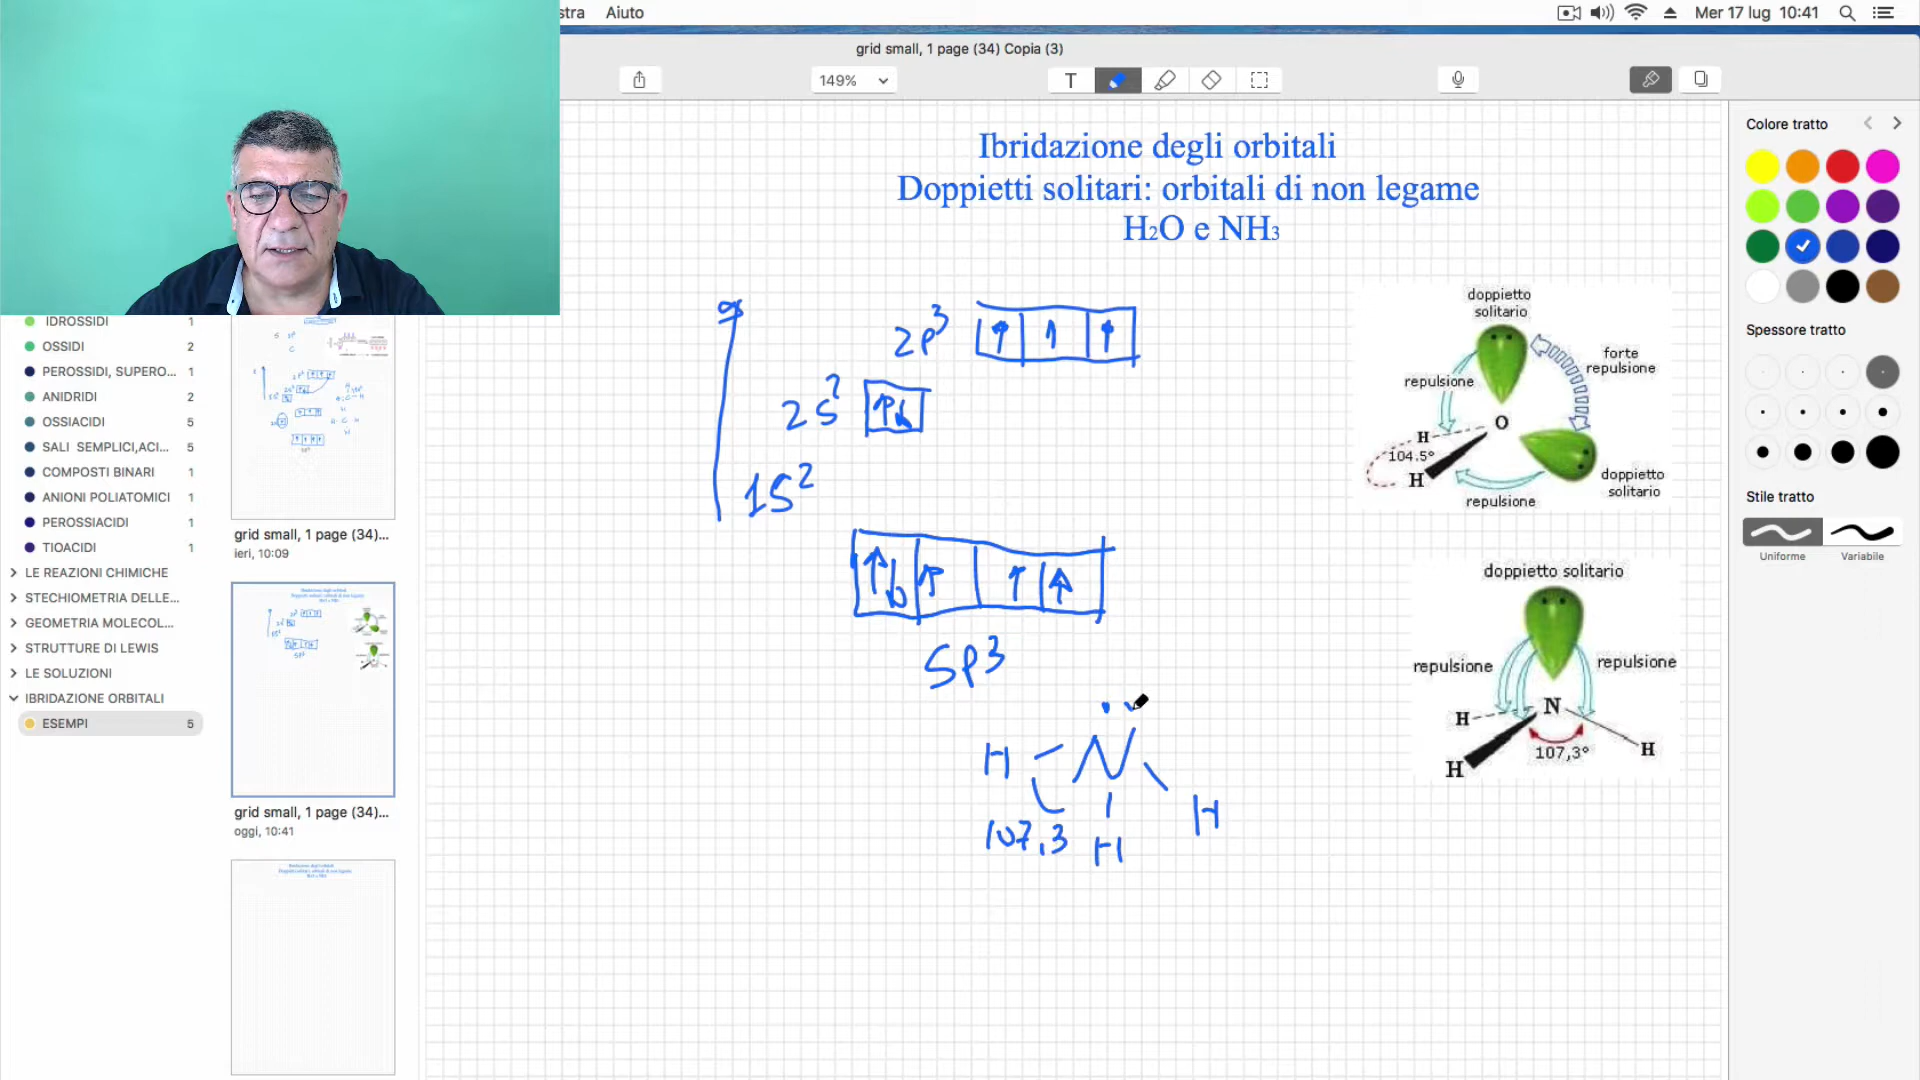 stra Aiuto
Mer 17 lug 10:41
grid small, 1 page (34) Copia (3)
149%
T
Ibridazione degli orbitali
Doppietti solitari: orbitali di non legame
H2O e NH3
2p3
2s2
1s2
sp3
H
N
H
107,3
H
doppietto
solitario
forte
repulsione
repulsione
O
H
104.5°
H
doppietto
solitario
repulsione
doppietto solitario
repulsione
repulsione
H
N
107,3°
H
H
Colore tratto
Spessore tratto
Stile tratto
Uniforme
Variabile
IDROSSIDI 1
OSSIDI 2
PEROSSIDI, SUPERO... 1
ANIDRIDI 2
OSSIACIDI 5
SALI SEMPLICI,ACI... 5
COMPOSTI BINARI 1
ANIONI POLIATOMICI 1
PEROSSIACIDI 1
TIOACIDI 1
LE REAZIONI CHIMICHE
STECHIOMETRIA DELLE...
GEOMETRIA MOLECOL...
STRUTTURE DI LEWIS
LE SOLUZIONI
IBRIDAZIONE ORBITALI
ESEMPI 5
grid small, 1 page (34)...
ieri, 10:09
grid small, 1 page (34)...
oggi, 10:41